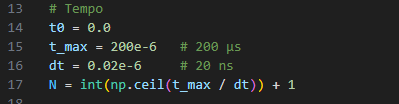 13 # Tempo
14 t0 = 0.0
15 t_max = 200e-6 # 200 µs
16 dt = 0.02e-6 # 20 ns
17 N = int(np.ceil(t_max / dt)) + 1
18